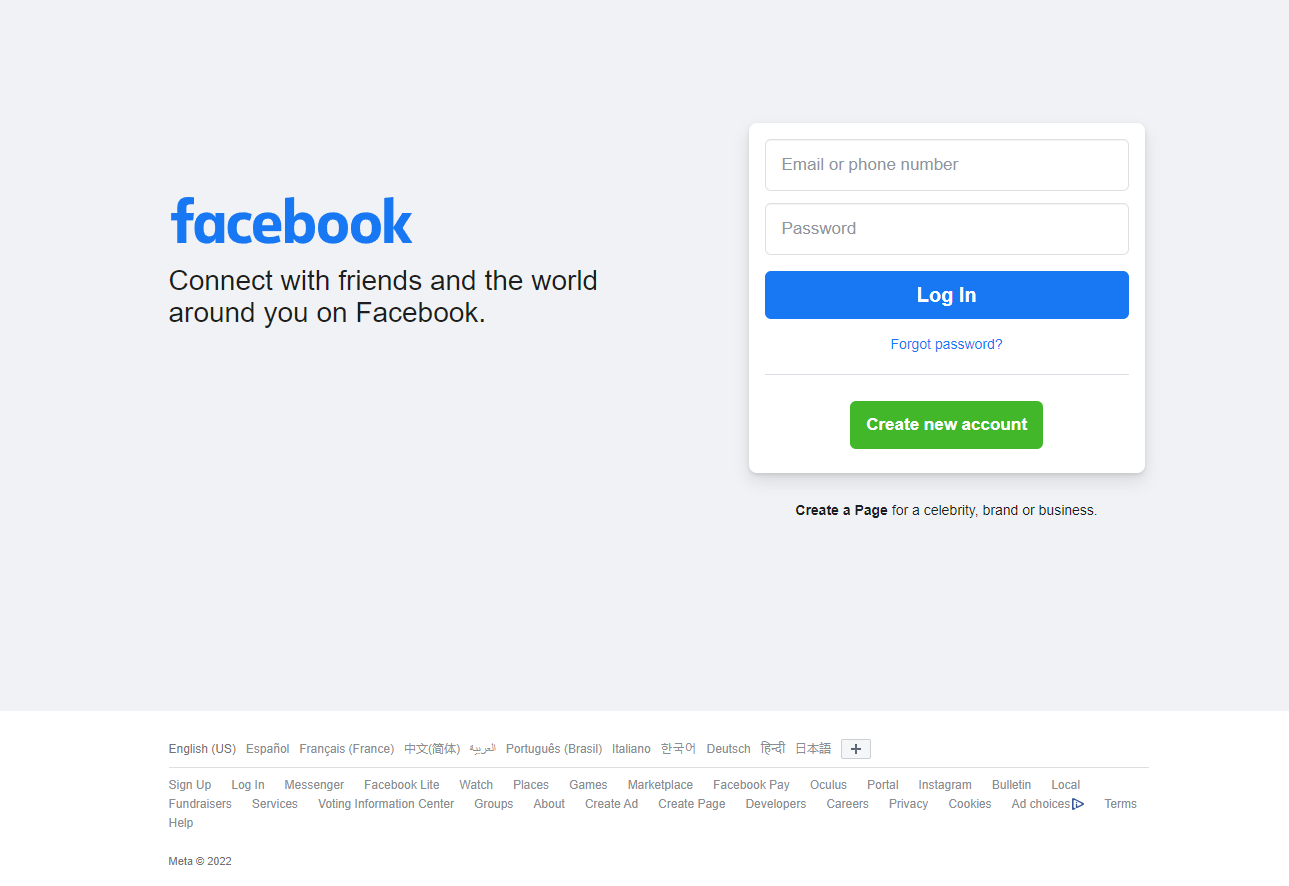 facebook
Connect with friends and the world
around you on Facebook.
Email or phone number
Password
Log In
Forgot password?
Create new account
Create a Page for a celebrity, brand or business.
English (US) Español Français (France) 中文(简体) العربية Português (Brasil) Italiano 한국어 Deutsch हिन्दी 日本語
Sign Up Log In Messenger Facebook Lite Watch Places Games Marketplace Facebook Pay Oculus Portal Instagram Bulletin Local
Fundraisers Services Voting Information Center Groups About Create Ad Create Page Developers Careers Privacy Cookies Ad choices Terms
Help
Meta © 2022